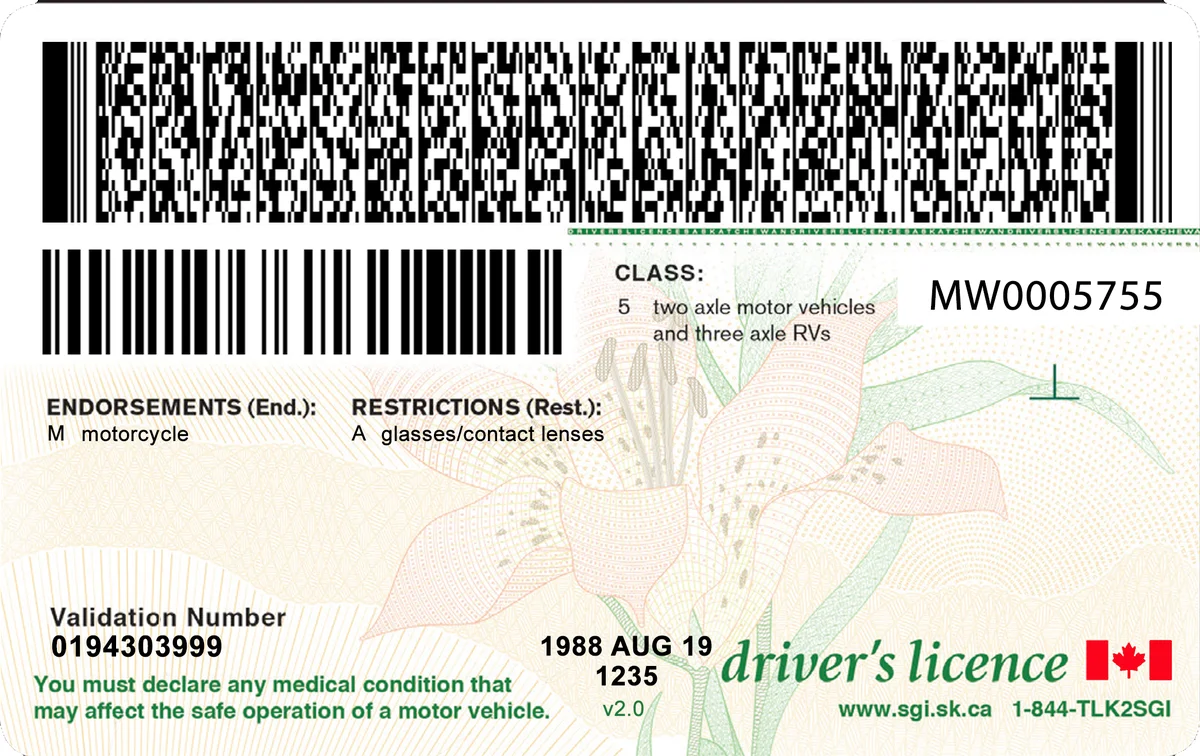 DRIVERSLICENCESASKATCHEWANDRIVERSLICENCESASKATCHEWANDRIVERSLICENCESASKATCHEWA
CLASS:
MW0005755
5 two axle motor vehicles
and three axle RVs
ENDORSEMENTS (End.): RESTRICTIONS (Rest.):
M motorcycle A glasses/contact lenses
Validation Number
0194303999
1988 AUG 19
1235
v2.0
driver's licence
You must declare any medical condition that
may affect the safe operation of a motor vehicle.
www.sgi.sk.ca 1-844-TLK2SGI